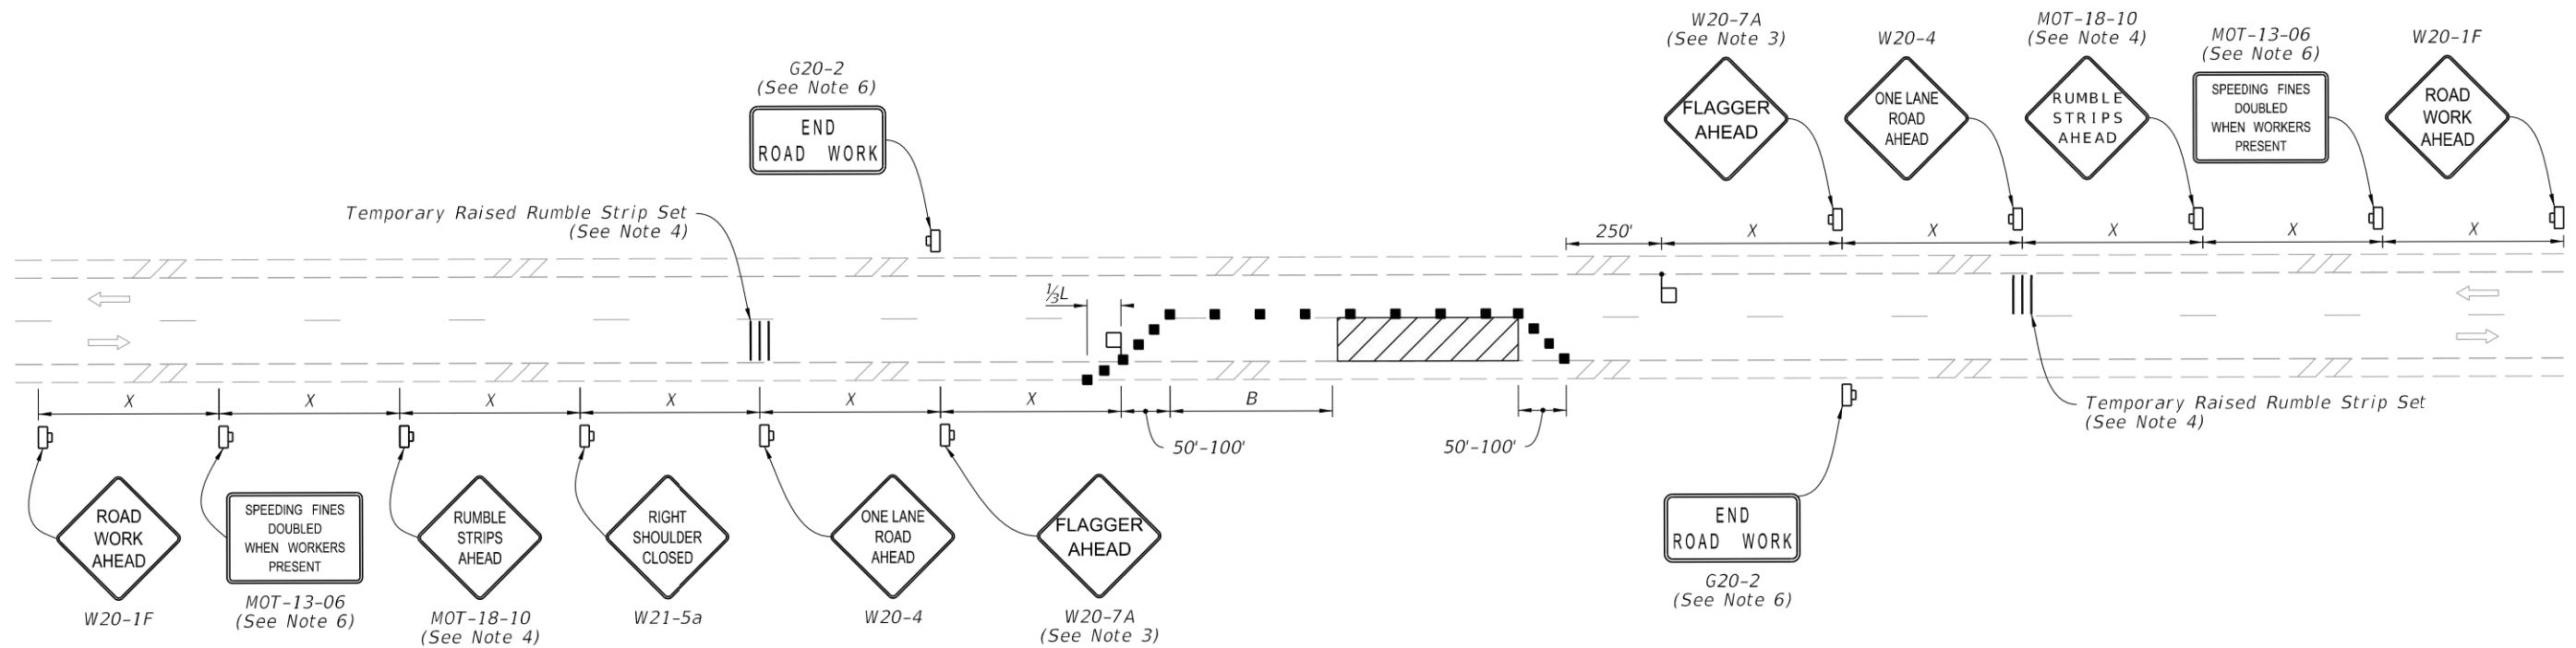 W20-7A
(See Note 3)
W20-4
MOT-18-10
(See Note 4)
MOT-13-06
(See Note 6)
W20-1F
FLAGGER
AHEAD
ONE LANE
ROAD
AHEAD
RUMBLE
STRIPS
AHEAD
SPEEDING FINES
DOUBLED
WHEN WORKERS
PRESENT
ROAD
WORK
AHEAD
G20-2
(See Note 6)
END
ROAD WORK
Temporary Raised Rumble Strip Set
(See Note 4)
250'
X
X
X
X
X
⅓L
X
X
X
X
X
X
50'-100'
B
50'-100'
Temporary Raised Rumble Strip Set
(See Note 4)
ROAD
WORK
AHEAD
W20-1F
SPEEDING FINES
DOUBLED
WHEN WORKERS
PRESENT
MOT-13-06
(See Note 6)
RUMBLE
STRIPS
AHEAD
MOT-18-10
(See Note 4)
RIGHT
SHOULDER
CLOSED
W21-5a
ONE LANE
ROAD
AHEAD
W20-4
FLAGGER
AHEAD
W20-7A
(See Note 3)
END
ROAD WORK
G20-2
(See Note 6)